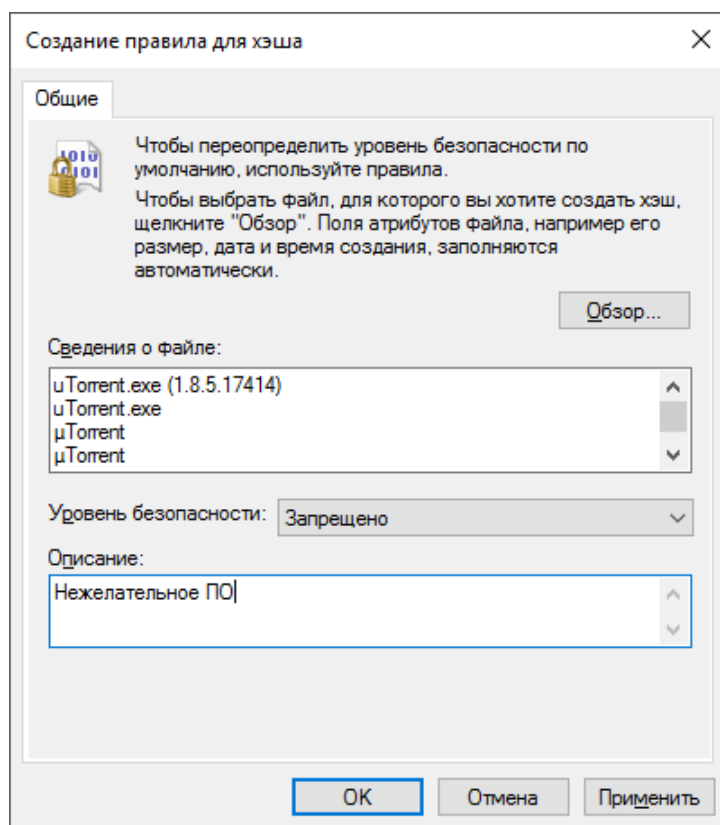 Создание правила для хэша
Общие
Чтобы переопределить уровень безопасности по
умолчанию, используйте правила.
Чтобы выбрать файл, для которого вы хотите создать хэш,
щелкните "Обзор". Поля атрибутов файла, например его
размер, дата и время создания, заполняются
автоматически.
Обзор...
Сведения о файле:
uTorrent.exe (1.8.5.17414)
uTorrent.exe
µTorrent
µTorrent
Уровень безопасности: Запрещено
Описание:
Нежелательное ПО
ОК Отмена Применить